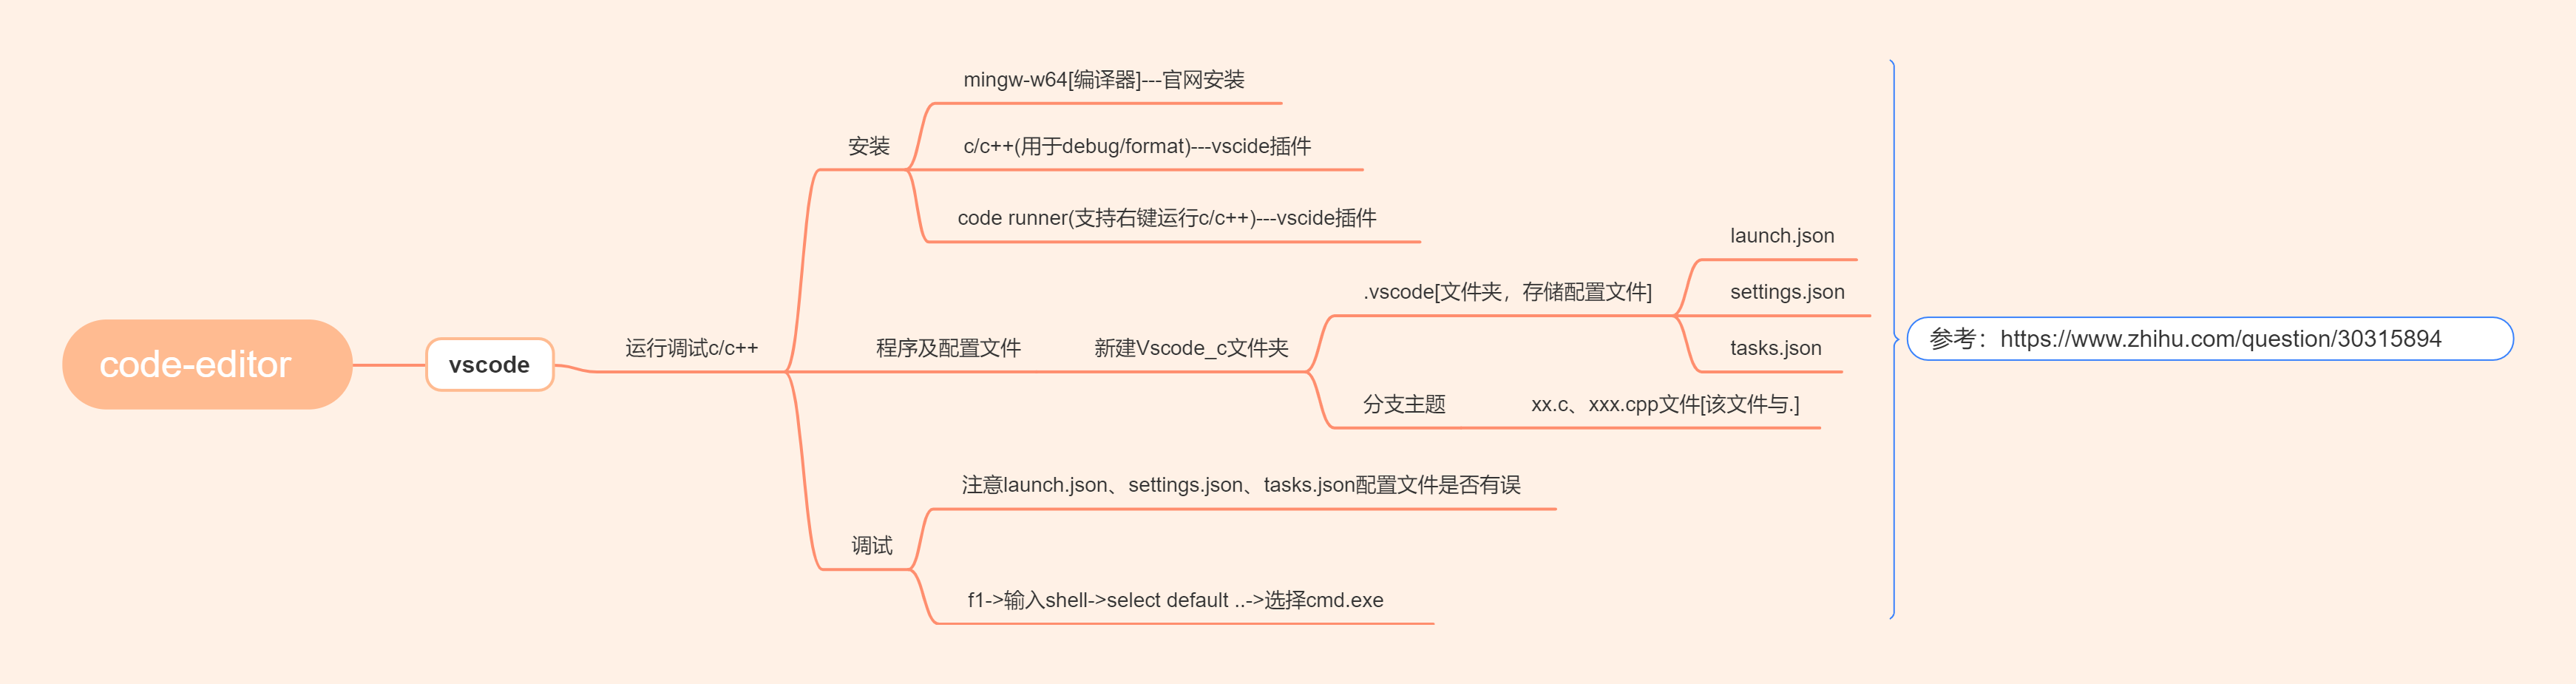 code-editor
vscode
运行调试c/c++
安装
mingw-w64[编译器]---官网安装
c/c++(用于debug/format)---vscide插件
code runner(支持右键运行c/c++)---vscide插件
程序及配置文件
新建Vscode_c文件夹
.vscode[文件夹，存储配置文件]
launch.json
settings.json
tasks.json
分支主题
xx.c、xxx.cpp文件[该文件与.]
调试
注意launch.json、settings.json、tasks.json配置文件是否有误
f1->输入shell->select default ..->选择cmd.exe
参考：https://www.zhihu.com/question/30315894